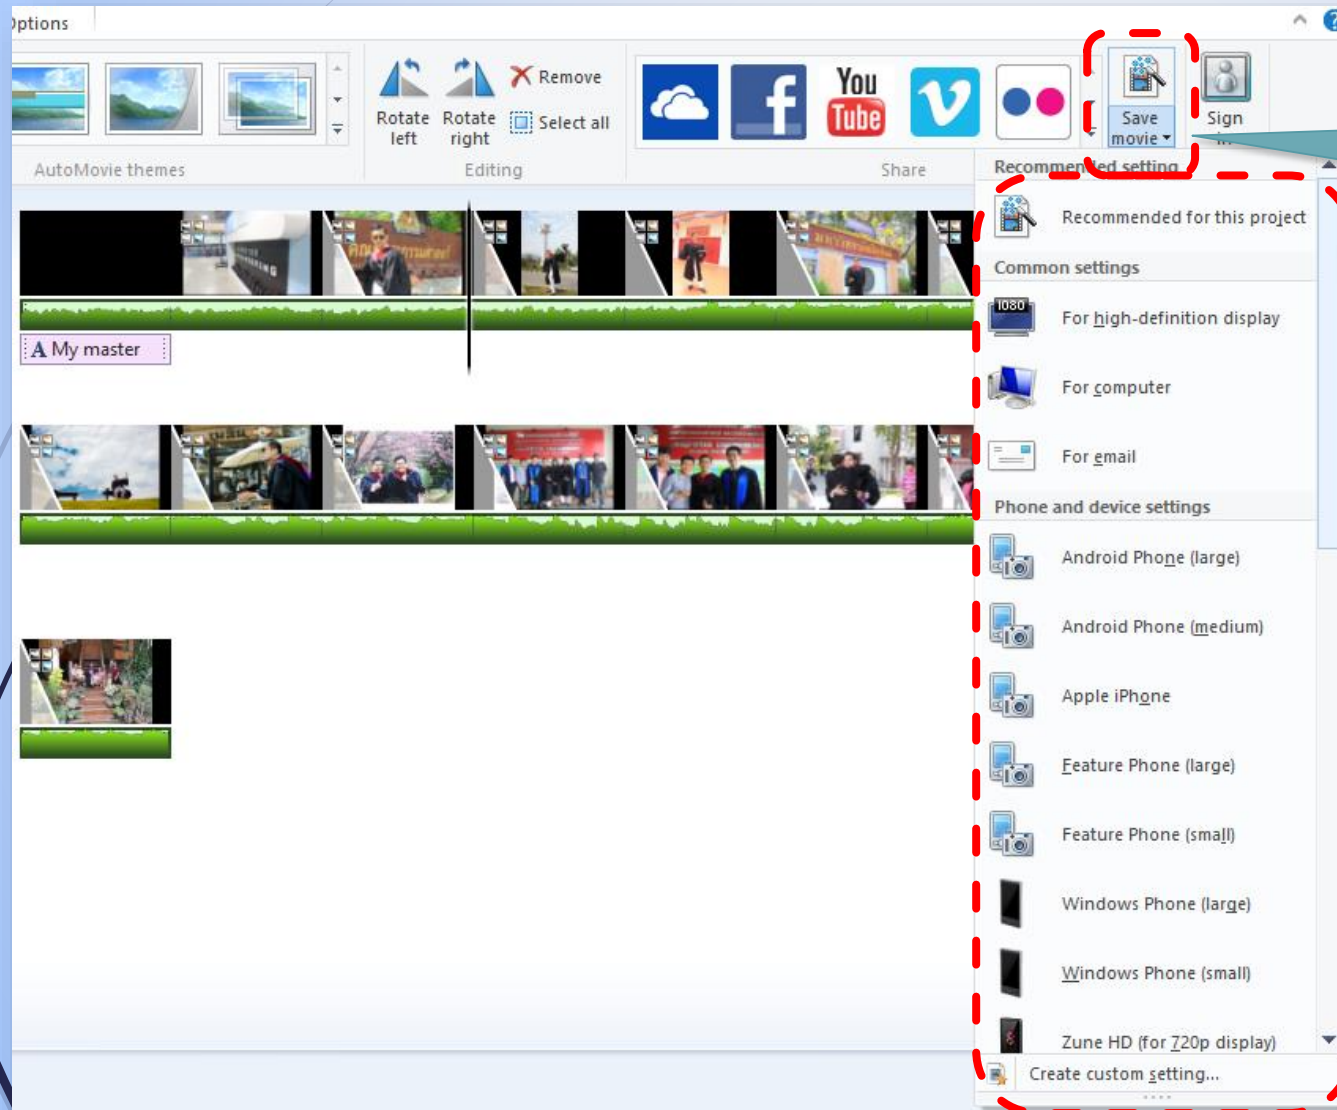 Options
Rotate left
Rotate right
Remove
Select all
You
Tube
Save movie
Sign
AutoMovie themes
Editing
Share
Recommended setting
Recommended for this project
Common settings
1080
For high-definition display
For computer
For email
Phone and device settings
Android Phone (large)
Android Phone (medium)
Apple iPhone
Feature Phone (large)
Feature Phone (small)
Windows Phone (large)
Windows Phone (small)
Zune HD (for 720p display)
Create custom setting...
A My master